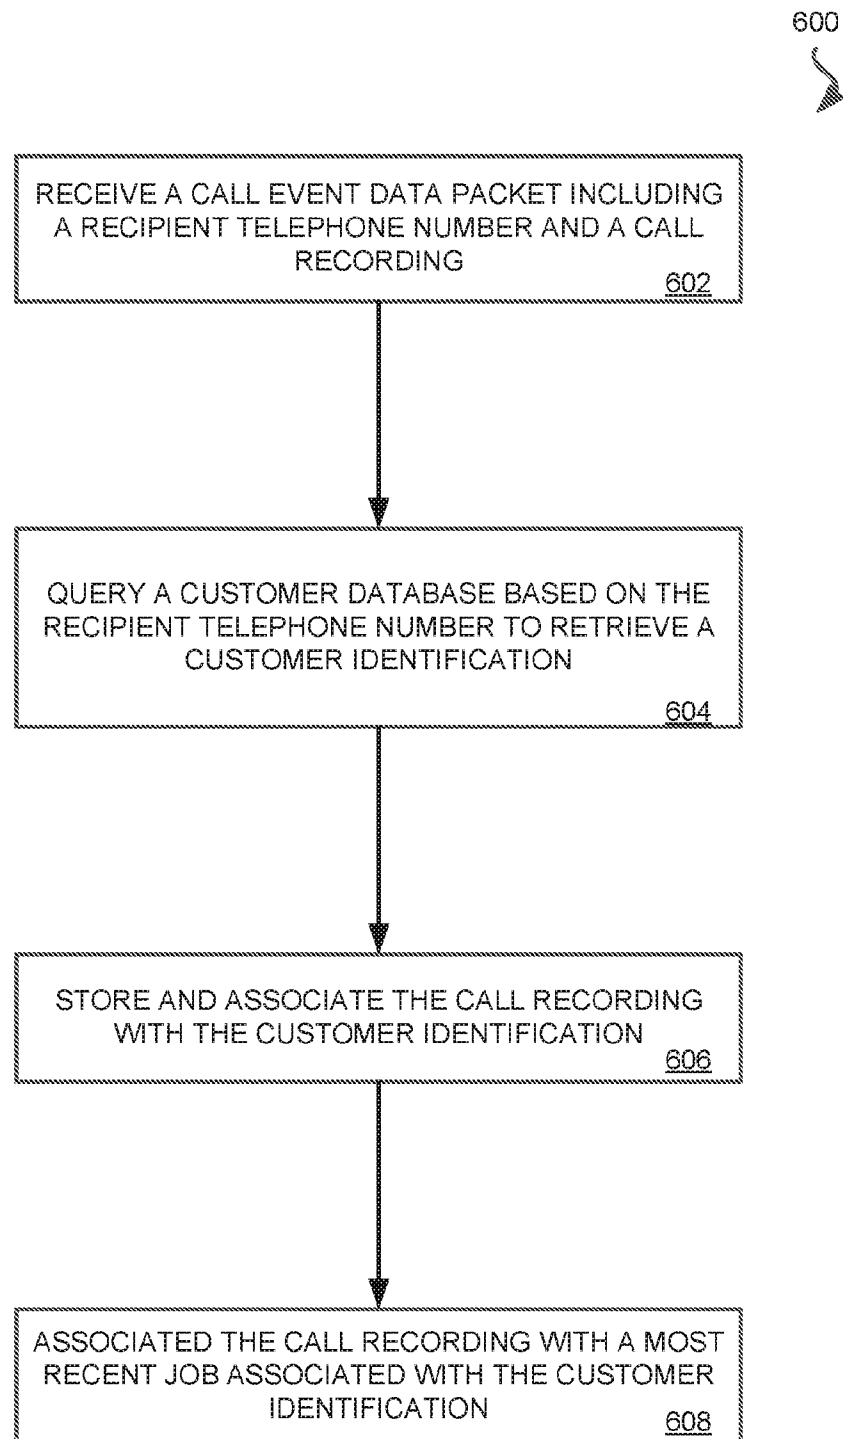 600
RECEIVE A CALL EVENT DATA PACKET INCLUDING
A RECIPIENT TELEPHONE NUMBER AND A CALL
RECORDING
602
QUERY A CUSTOMER DATABASE BASED ON THE
RECIPIENT TELEPHONE NUMBER TO RETRIEVE A
CUSTOMER IDENTIFICATION
604
STORE AND ASSOCIATE THE CALL RECORDING
WITH THE CUSTOMER IDENTIFICATION
606
ASSOCIATED THE CALL RECORDING WITH A MOST
RECENT JOB ASSOCIATED WITH THE CUSTOMER
IDENTIFICATION
608